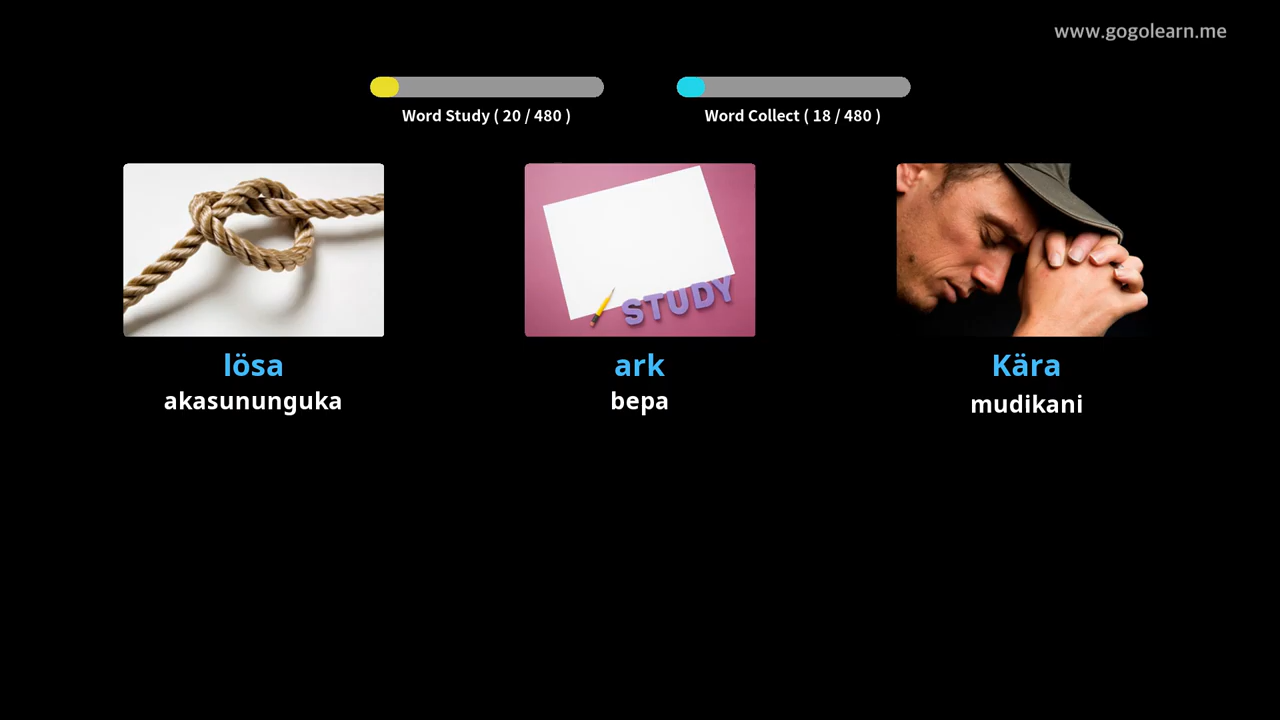 www.gogolearn.me
Word Study ( 20 / 480 )
Word Collect ( 18 / 480 )
STUDY
lösa
akasununguka
ark
bepa
Kära
mudikani